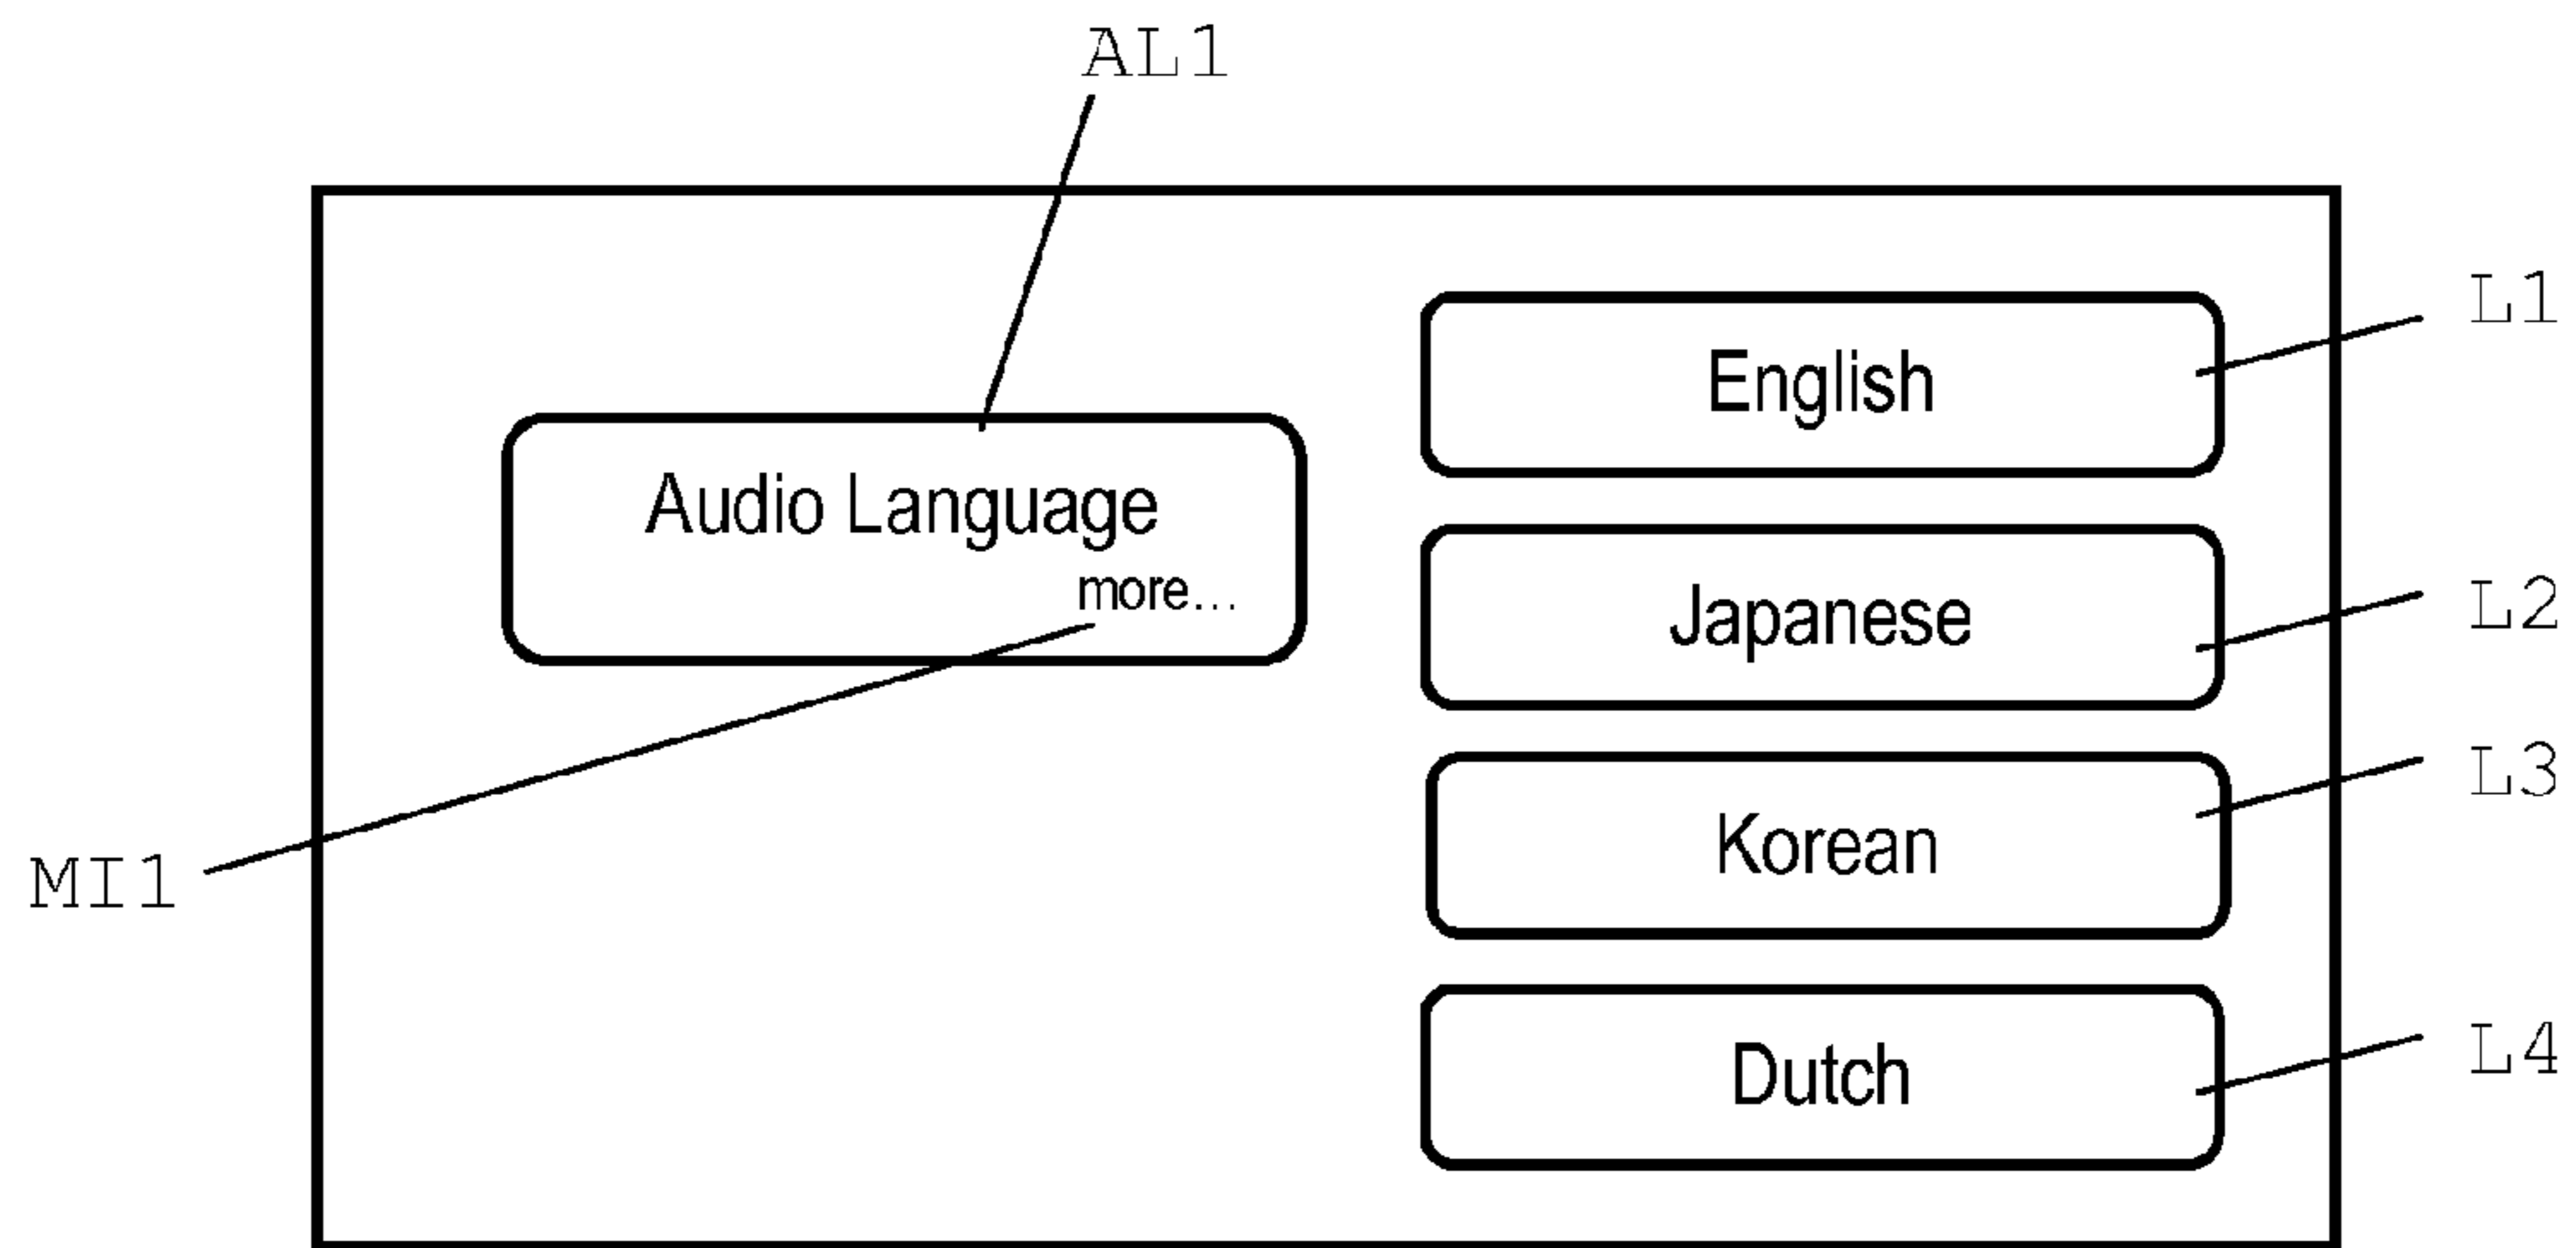 AL1
English
L1
Audio Language
more...
Japanese
L2
L3
Korean
MI1
Dutch
L4